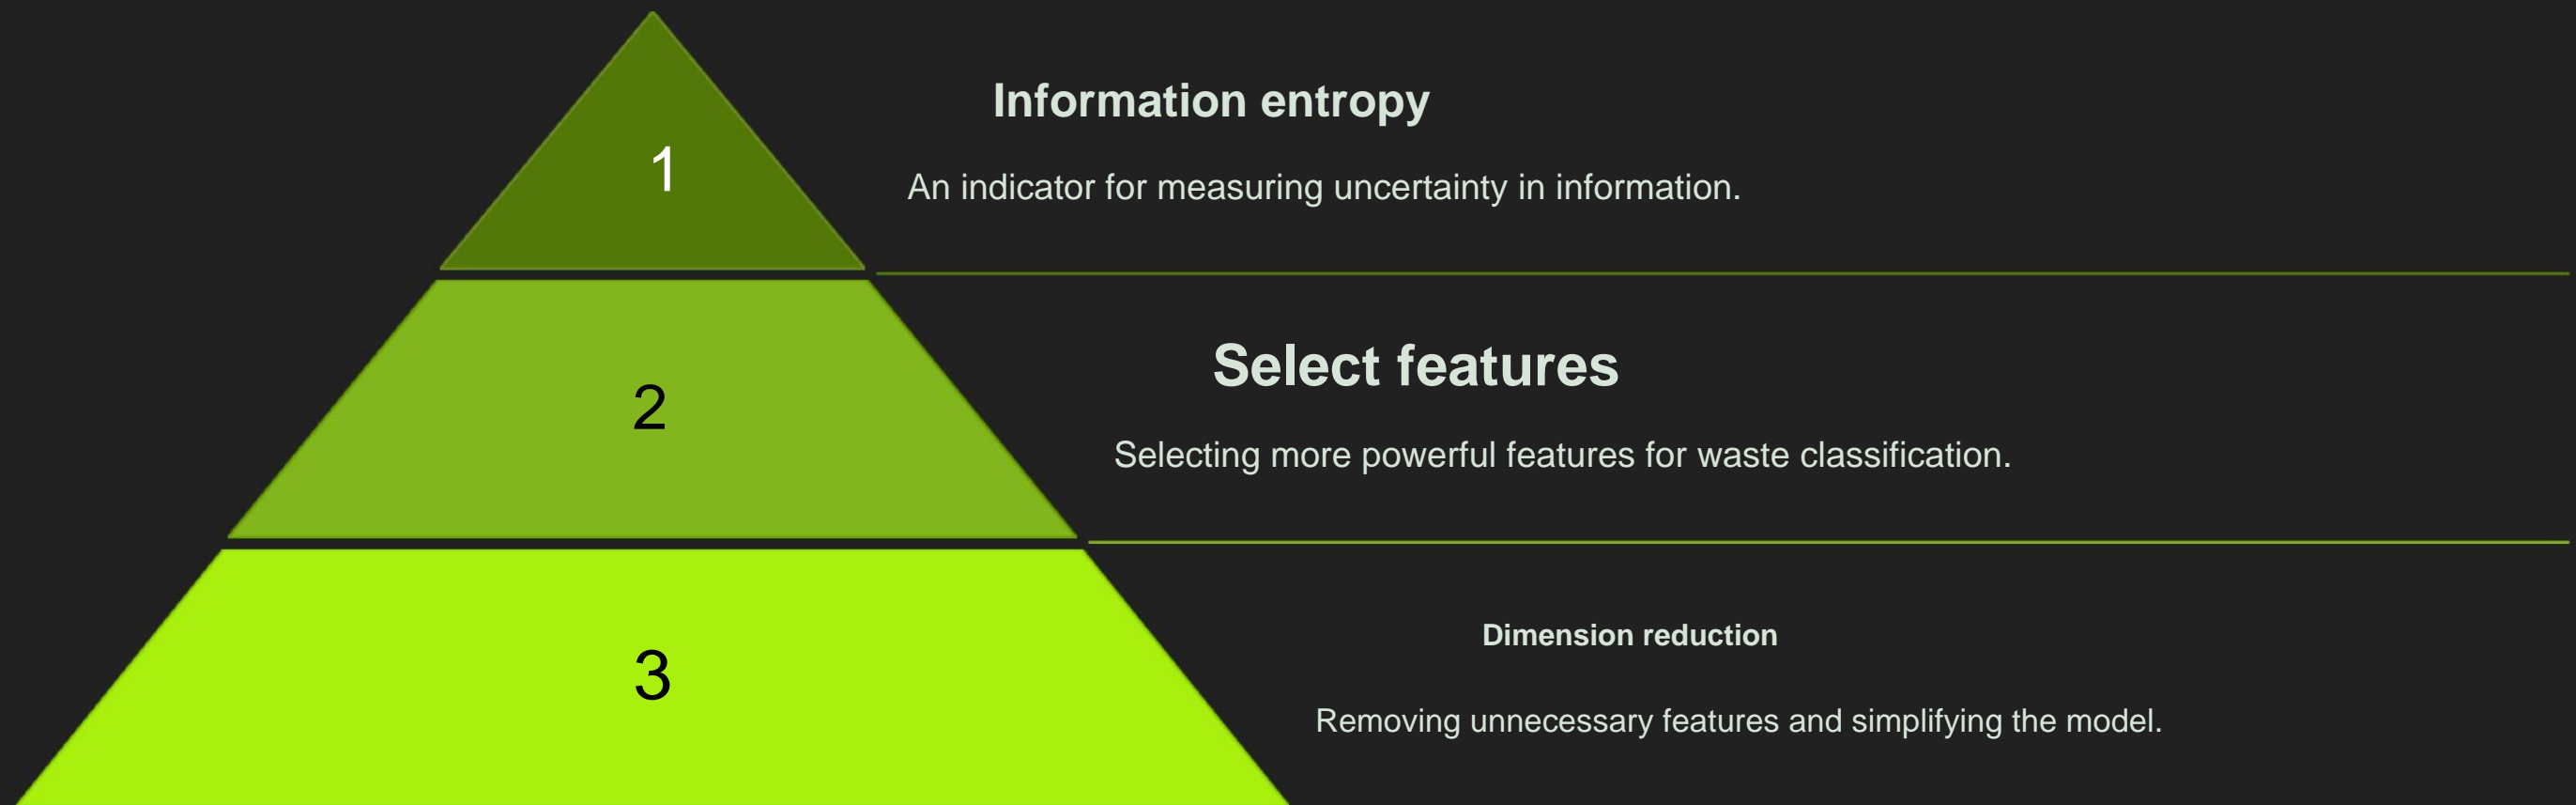 1
Information entropy
An indicator for measuring uncertainty in information.
2
Select features
Selecting more powerful features for waste classification.
3
Dimension reduction
Removing unnecessary features and simplifying the model.